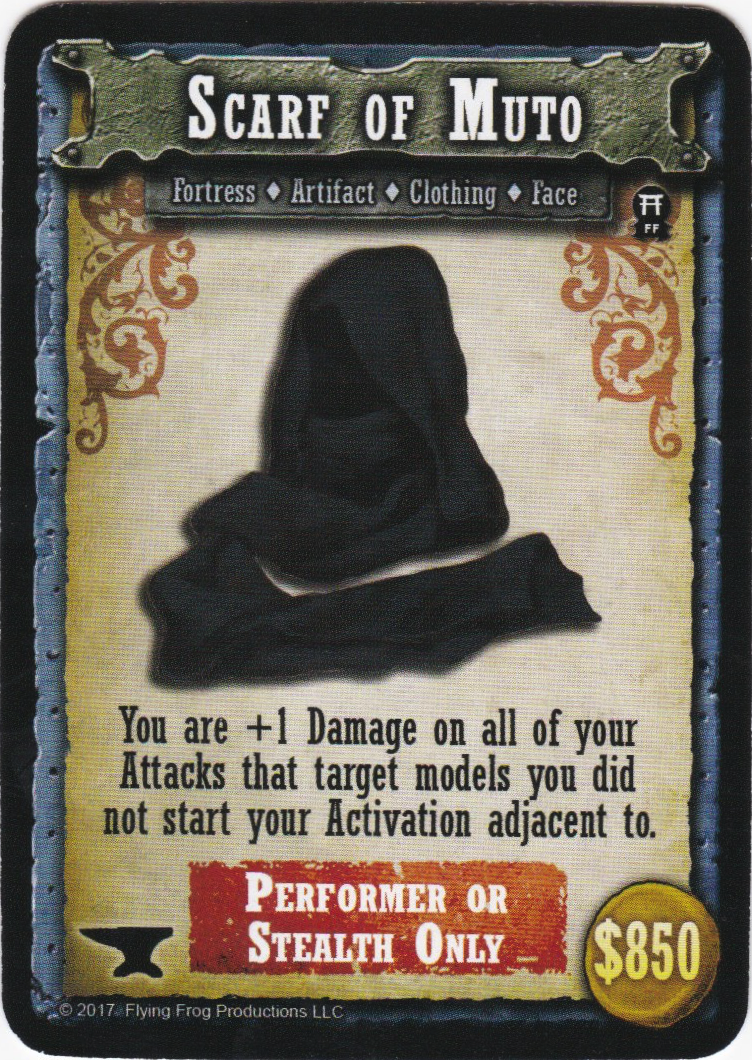 Scarf of Muto
Fortress ♦ Artifact ♦ Clothing ♦ Face
FF
You are +1 Damage on all of your
Attacks that target models you did
not start your Activation adjacent to.
Performer or
Stealth Only
$850
© 2017 Flying Frog Productions LLC